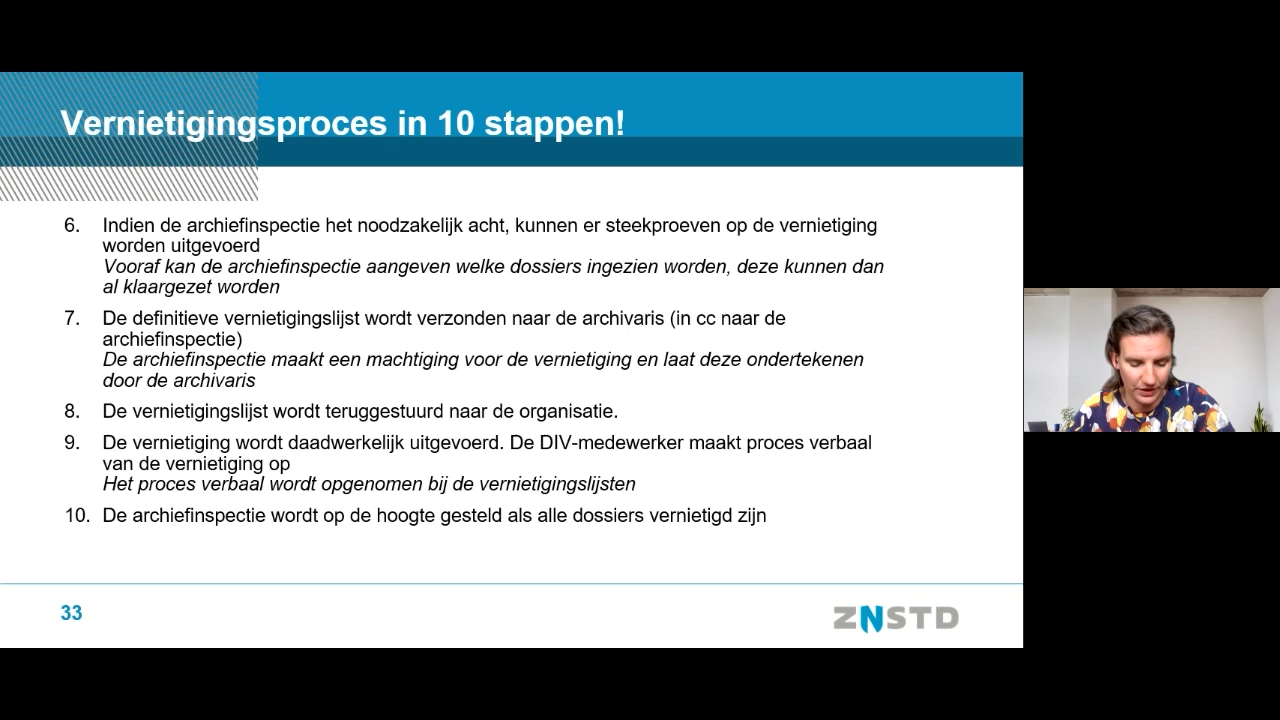 Vernietigingsproces in 10 stappen!
6. Indien de archiefinspectie het noodzakelijk acht, kunnen er steekproeven op de vernietiging
worden uitgevoerd
Vooraf kan de archiefinspectie aangeven welke dossiers ingezien worden, deze kunnen dan
al klaargezet worden
7. De definitieve vernietigingslijst wordt verzonden naar de archivaris (in cc naar de
archiefinspectie)
De archiefinspectie maakt een machtiging voor de vernietiging en laat deze ondertekenen
door de archivaris
8. De vernietigingslijst wordt teruggestuurd naar de organisatie.
9. De vernietiging wordt daadwerkelijk uitgevoerd. De DIV-medewerker maakt proces verbaal
van de vernietiging op
Het proces verbaal wordt opgenomen bij de vernietigingslijsten
10. De archiefinspectie wordt op de hoogte gesteld als alle dossiers vernietigd zijn
33
ZNSTD